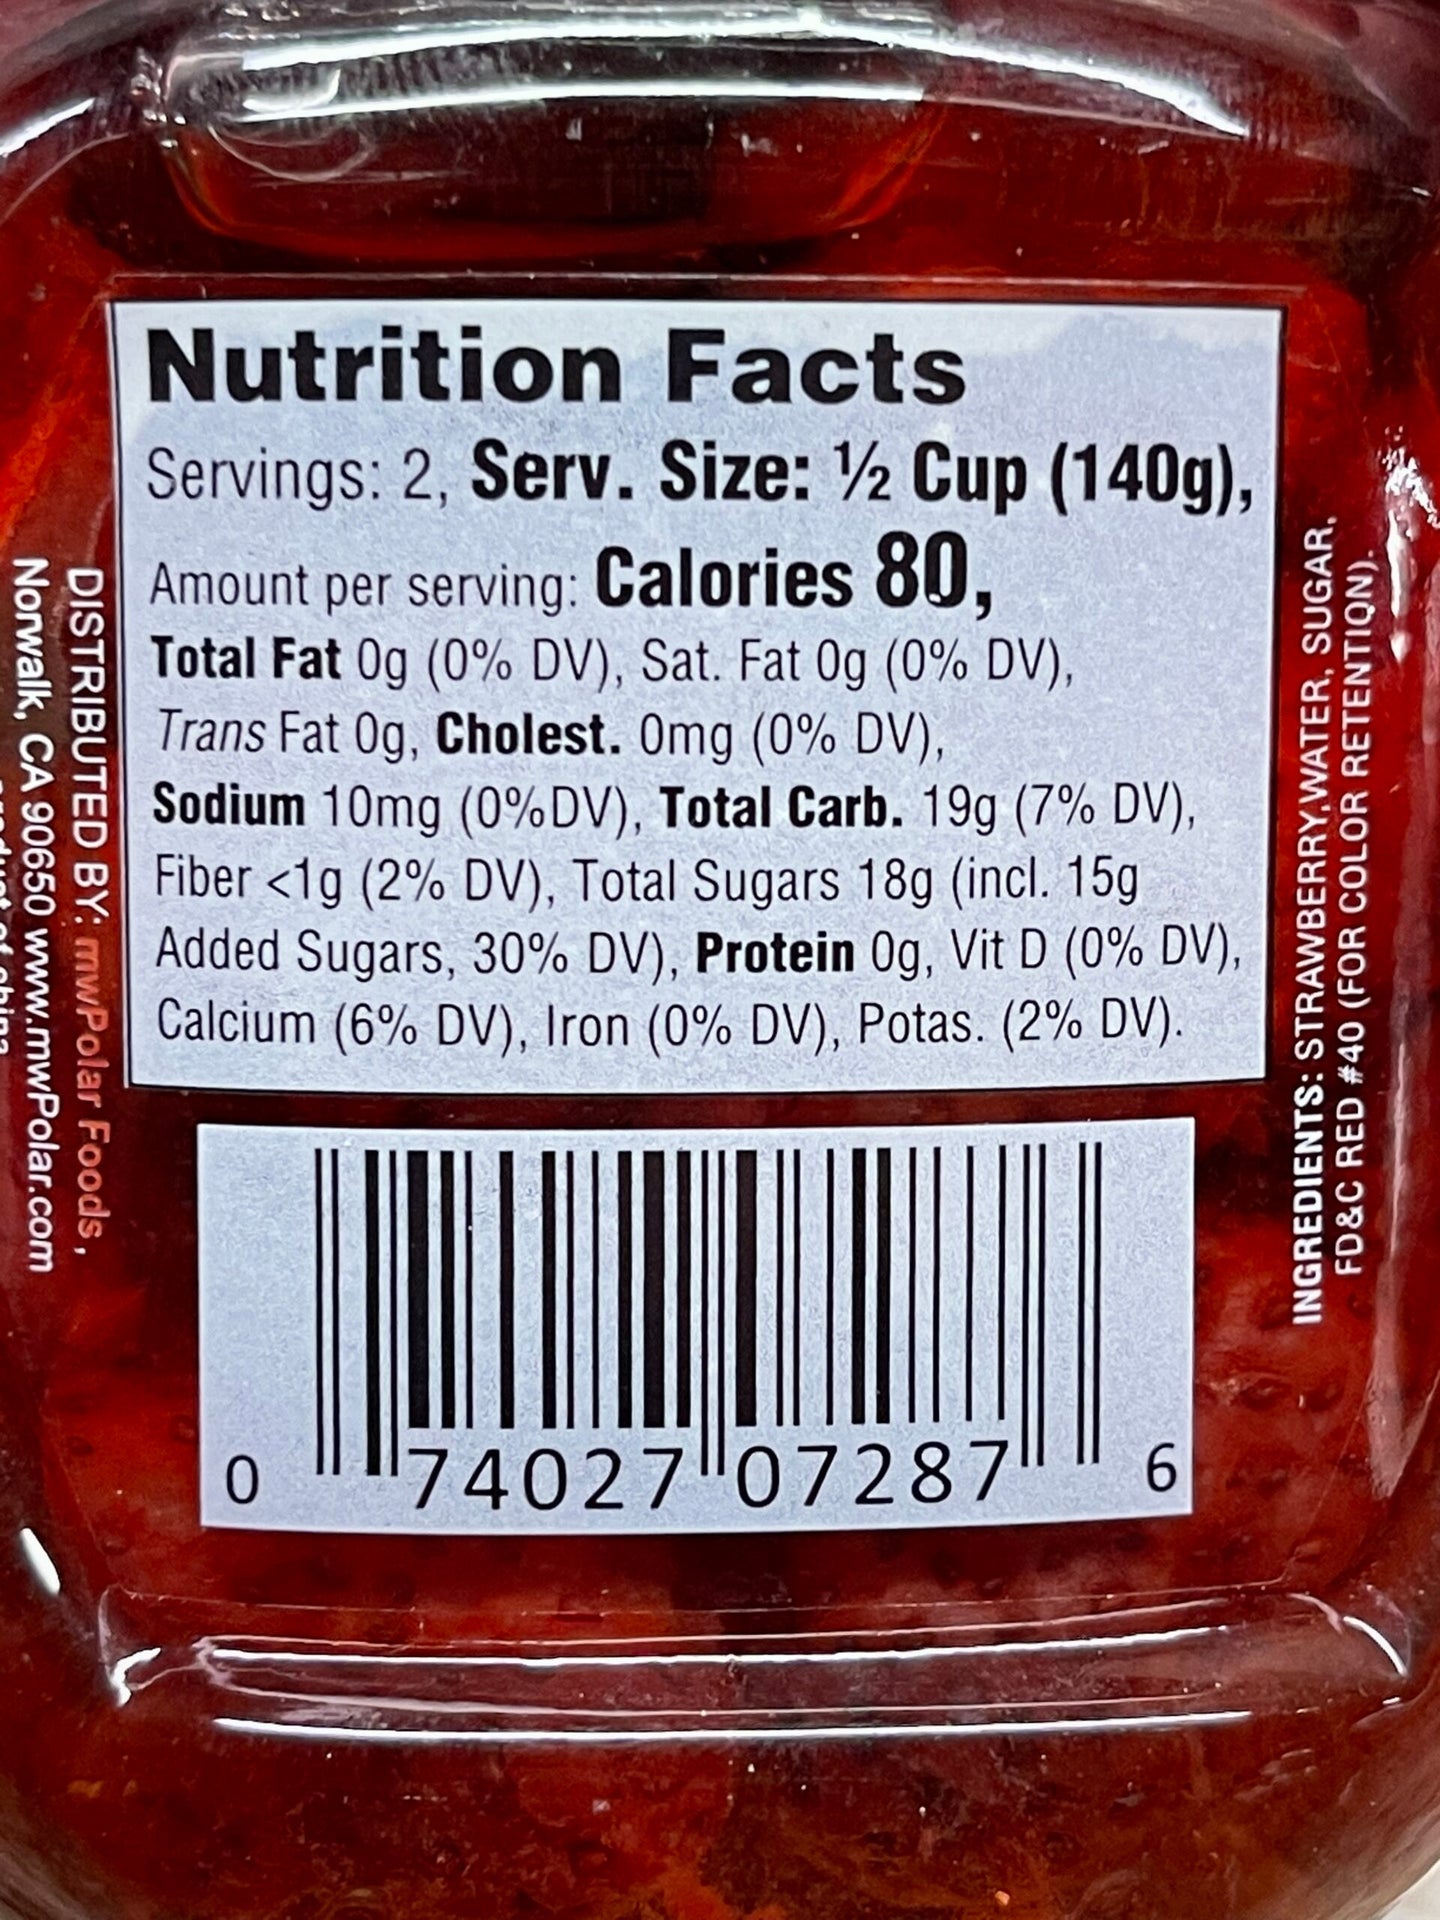 Nutrition Facts
Servings: 2, Serv. Size: ½ Cup (140g),
Amount per serving: Calories 80,
Total Fat 0g (0% DV), Sat. Fat 0g (0% DV),
Trans Fat 0g, Cholest. 0mg (0% DV),
Sodium 10mg (0%DV), Total Carb. 19g (7% DV),
Fiber <1g (2% DV), Total Sugars 18g (incl. 15g
Added Sugars, 30% DV), Protein 0g, Vit D (0% DV),
Calcium (6% DV), Iron (0% DV), Potas. (2% DV).
0 74027 07287 6
DISTRIBUTED BY: mwPolar Foods,
Norwalk, CA 90650 www.mwPolar.com
INGREDIENTS: STRAWBERRY,WATER, SUGAR,
FD&C RED #40 (FOR COLOR RETENTION).